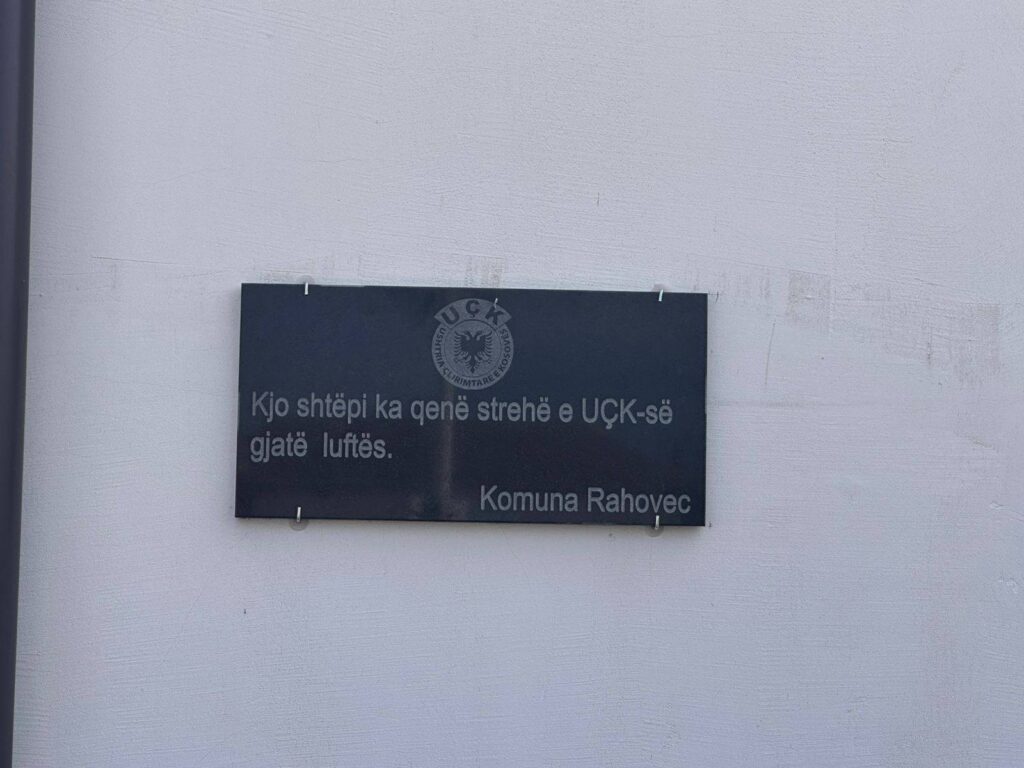 UÇK
USHTRIA ÇLIRIMTARE E KOSOVËS
Kjo shtëpi ka qenë strehë e UÇK-së
gjatë luftës.
Komuna Rahovec